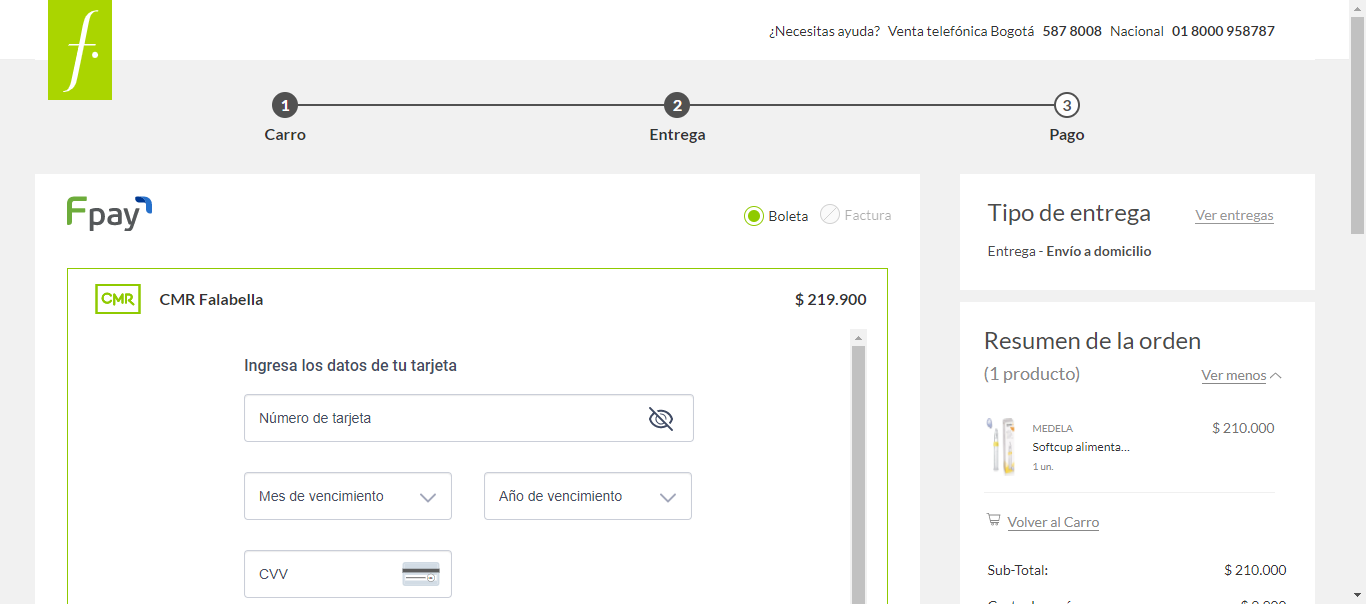 f.
¿Necesitas ayuda? Venta telefónica Bogotá 587 8008 Nacional 01 8000 958787
1 2 3
Carro Entrega Pago
Fpay
Boleta Factura
CMR CMR Falabella $ 219.900
Ingresa los datos de tu tarjeta
Número de tarjeta
Mes de vencimiento Año de vencimiento
CVV
Tipo de entrega Ver entregas
Entrega - Envío a domicilio
Resumen de la orden
(1 producto) Ver menos
MEDELA $ 210.000
Softcup alimenta...
1 un.
Volver al Carro
Sub-Total: $ 210.000